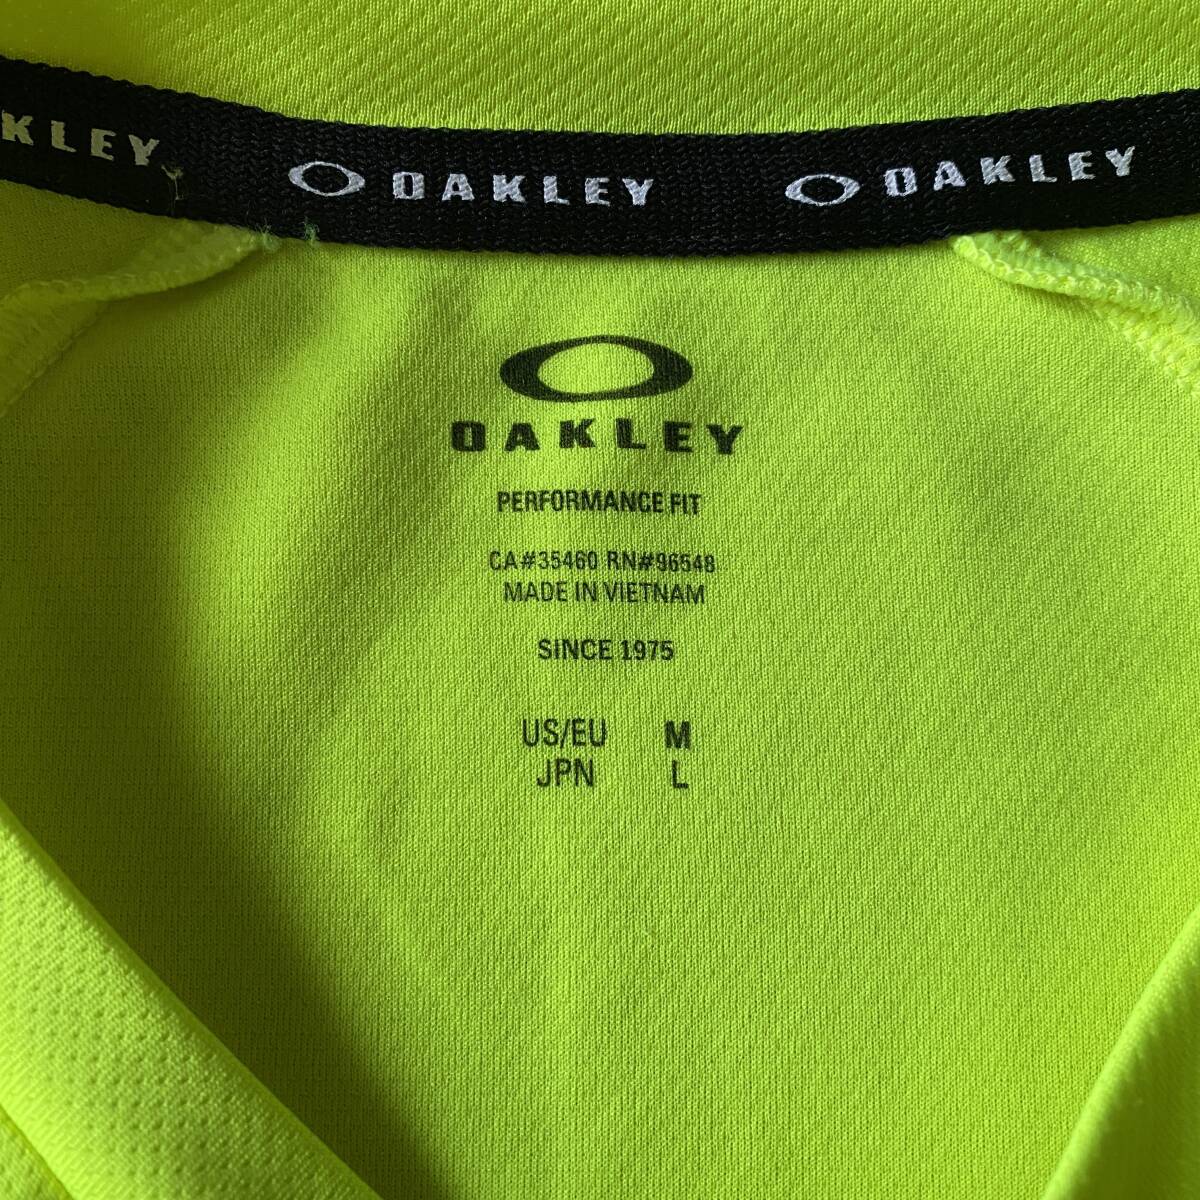 KLEY OAKLEY OAKLEY
OAKLEY
PERFORMANCE FIT
CA#35460 RN#96548
MADE IN VIETNAM
SINCE 1975
US/EU M
JPN L